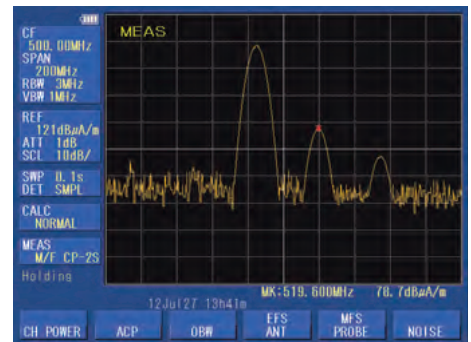 CF
500. 00MHz
SPAN
200MHz
RBW 3MHz
VBW 1MHz
REF
121dBμA/m
ATT 1dB
SCL 10dB/
SWP 0.1s
DET SMPL
CALC
NORMAL
MEAS
M/F CP-2S
Holding
MEAS
MK:519. 600MHz 78. 7dBμA/m
12Jul27 13h41m
CH POWER
ACP
OBW
EFS
ANT
MFS
PROBE
NOISE